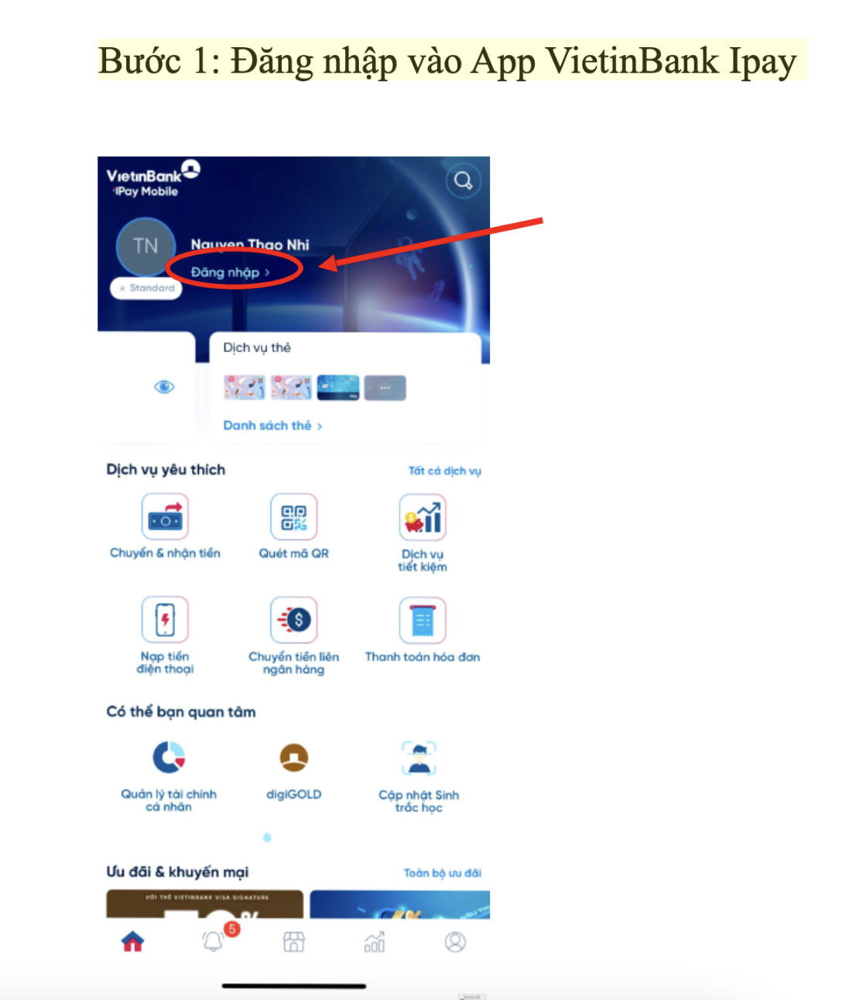 Bước 1: Đăng nhập vào App VietinBank Ipay
VietinBank
iPay Mobile
TN
Nguyen Thao Nhi
Đăng nhập >
Standard
Dịch vụ thẻ
Danh sách thẻ >
Dịch vụ yêu thích
Tất cả dịch vụ
Chuyển & nhận tiền
Quét mã QR
Dịch vụ
tiết kiệm
Nạp tiền
điện thoại
Chuyển tiền liên
ngân hàng
Thanh toán hóa đơn
Có thể bạn quan tâm
Quản lý tài chính
cá nhân
digiGOLD
Cập nhật Sinh
trắc học
Ưu đãi & khuyến mại
Toàn bộ ưu đãi
VỚI THẺ VIETINBANK VISA SIGNATURE
5